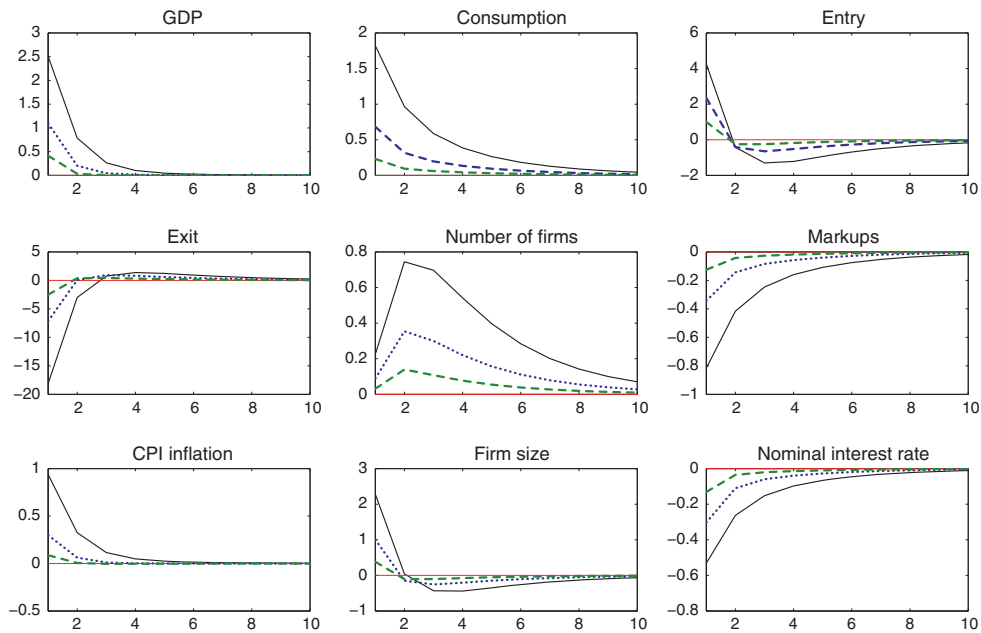 GDP
3
2.5
2
1.5
1
0.5
0
2 4 6 8 10
Consumption
2
1.5
1
0.5
0
2 4 6 8 10
Entry
6
4
2
0
−2
2 4 6 8 10
Exit
5
0
−5
−10
−15
−20
2 4 6 8 10
Number of firms
0.8
0.6
0.4
0.2
0
2 4 6 8 10
Markups
0
−0.2
−0.4
−0.6
−0.8
−1
2 4 6 8 10
CPI inflation
1
0.5
0
−0.5
2 4 6 8 10
Firm size
3
2
1
0
−1
2 4 6 8 10
Nominal interest rate
0
−0.2
−0.4
−0.6
−0.8
2 4 6 8 10